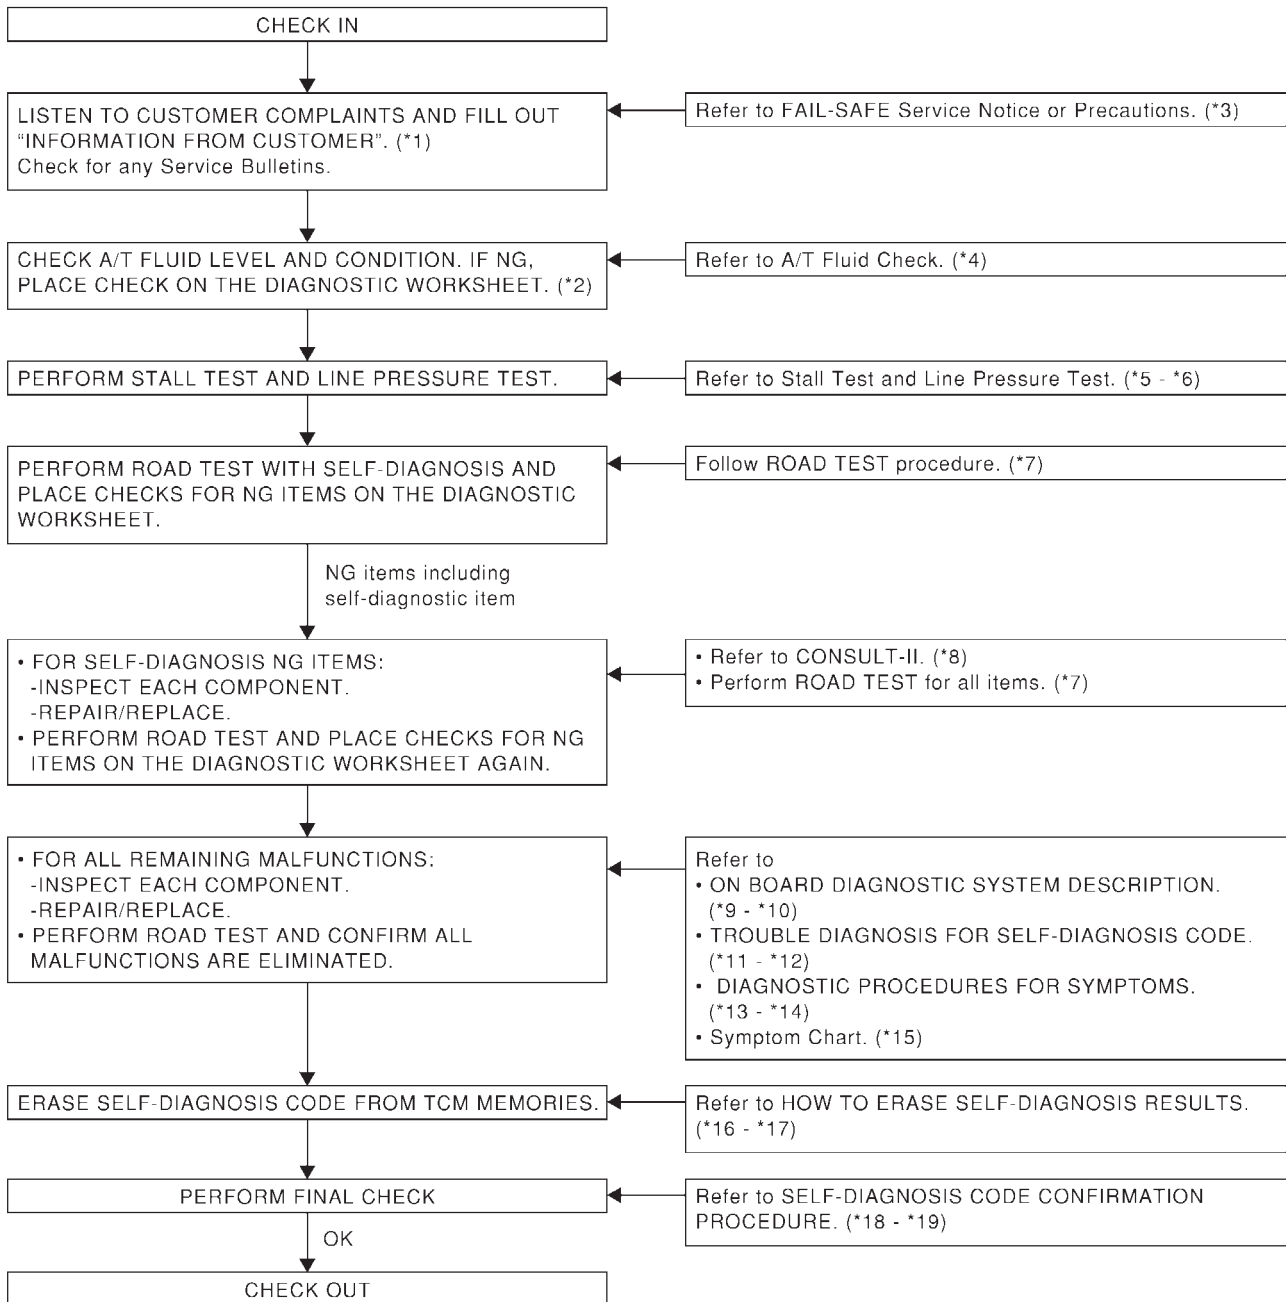 CHECK IN
LISTEN TO CUSTOMER COMPLAINTS AND FILL OUT
“INFORMATION FROM CUSTOMER”. (*1)
Check for any Service Bulletins.
Refer to FAIL-SAFE Service Notice or Precautions. (*3)
CHECK A/T FLUID LEVEL AND CONDITION. IF NG,
PLACE CHECK ON THE DIAGNOSTIC WORKSHEET. (*2)
Refer to A/T Fluid Check. (*4)
PERFORM STALL TEST AND LINE PRESSURE TEST.
Refer to Stall Test and Line Pressure Test. (*5 - *6)
PERFORM ROAD TEST WITH SELF-DIAGNOSIS AND
PLACE CHECKS FOR NG ITEMS ON THE DIAGNOSTIC
WORKSHEET.
Follow ROAD TEST procedure. (*7)
NG items including
self-diagnostic item
• FOR SELF-DIAGNOSIS NG ITEMS:
-INSPECT EACH COMPONENT.
-REPAIR/REPLACE.
• PERFORM ROAD TEST AND PLACE CHECKS FOR NG
ITEMS ON THE DIAGNOSTIC WORKSHEET AGAIN.
• Refer to CONSULT-II. (*8)
• Perform ROAD TEST for all items. (*7)
• FOR ALL REMAINING MALFUNCTIONS:
-INSPECT EACH COMPONENT.
-REPAIR/REPLACE.
• PERFORM ROAD TEST AND CONFIRM ALL
MALFUNCTIONS ARE ELIMINATED.
Refer to
• ON BOARD DIAGNOSTIC SYSTEM DESCRIPTION.
(*9 - *10)
• TROUBLE DIAGNOSIS FOR SELF-DIAGNOSIS CODE.
(*11 - *12)
• DIAGNOSTIC PROCEDURES FOR SYMPTOMS.
(*13 - *14)
• Symptom Chart. (*15)
ERASE SELF-DIAGNOSIS CODE FROM TCM MEMORIES.
Refer to HOW TO ERASE SELF-DIAGNOSIS RESULTS.
(*16 - *17)
PERFORM FINAL CHECK
Refer to SELF-DIAGNOSIS CODE CONFIRMATION
PROCEDURE. (*18 - *19)
OK
CHECK OUT